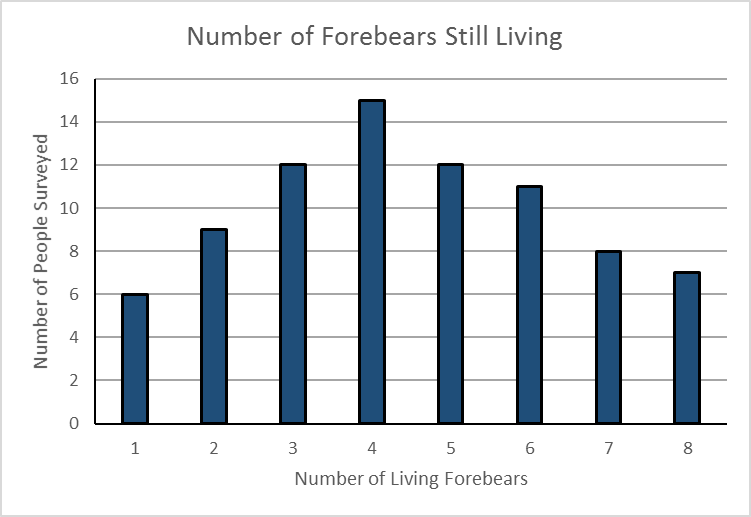 Number of Forebears Still Living
Number of People Surveyed
16
14
12
10
8
6
4
2
0
1 2 3 4 5 6 7 8
Number of Living Forebears